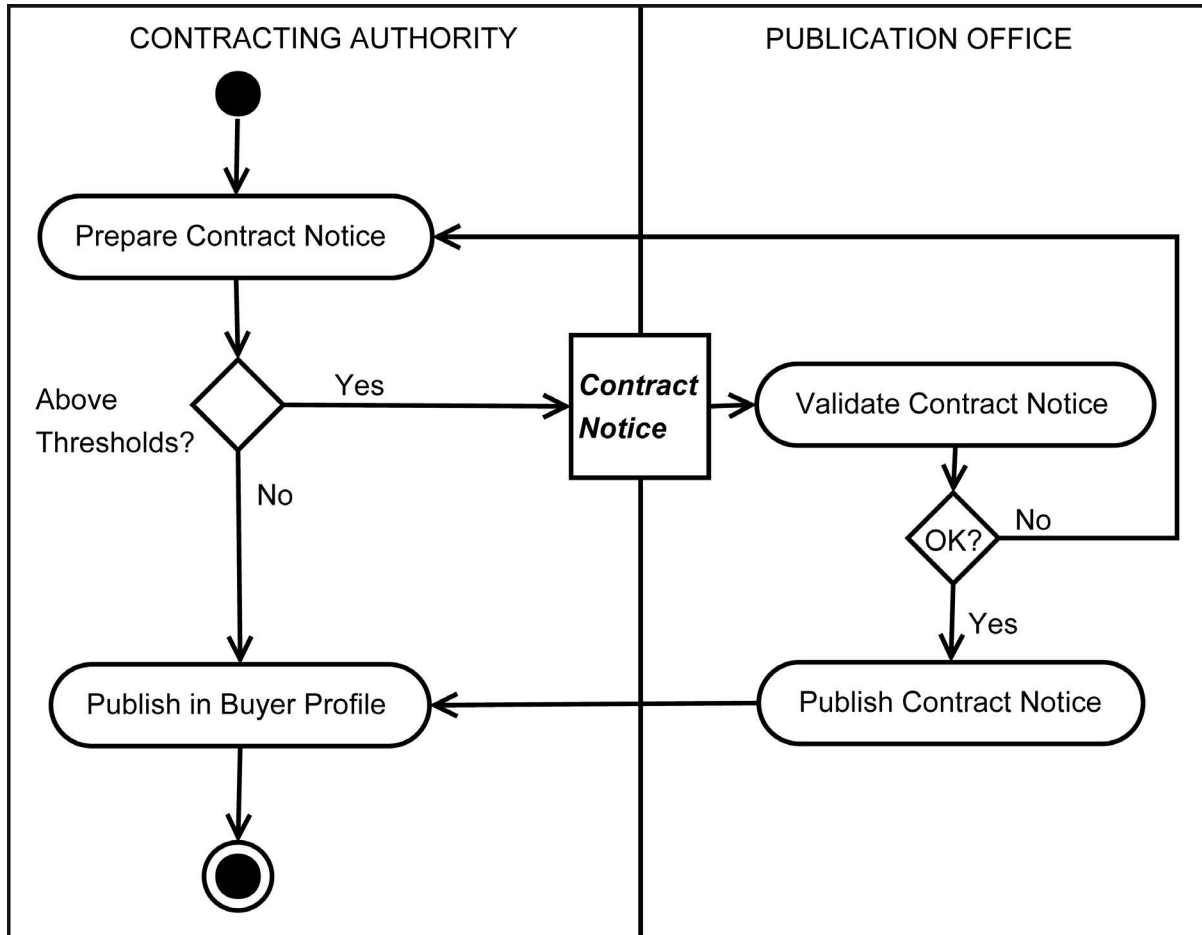 CONTRACTING AUTHORITY
PUBLICATION OFFICE
Prepare Contract Notice
Above
Thresholds?
Yes
No
Contract
Notice
Validate Contract Notice
OK?
No
Yes
Publish in Buyer Profile
Publish Contract Notice